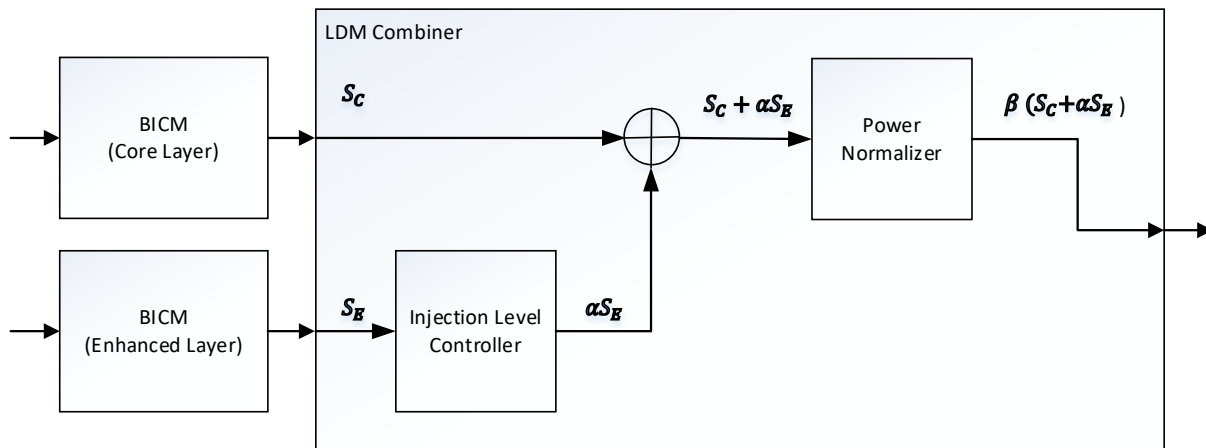 LDM Combiner
BICM
(Core Layer)
S_C
S_C + αS_E
Power
Normalizer
β (S_C+αS_E )
BICM
(Enhanced Layer)
S_E
Injection Level
Controller
αS_E